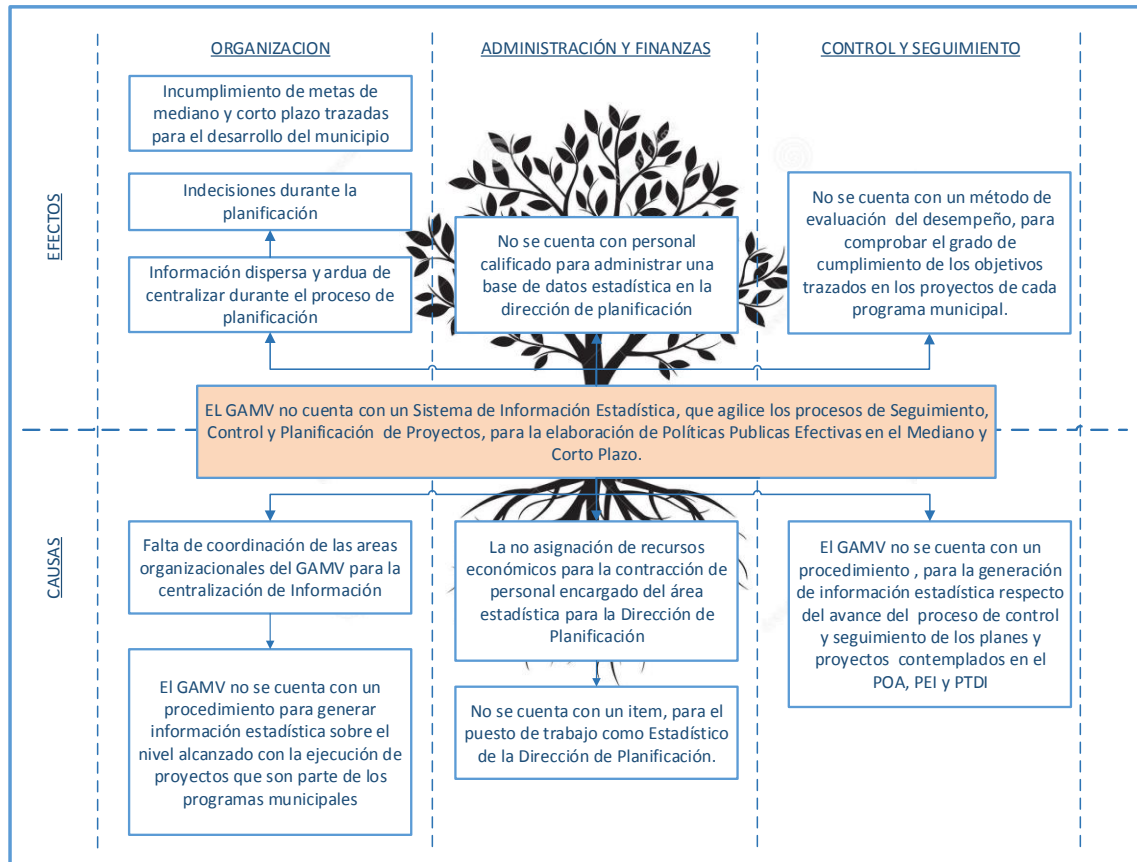 ORGANIZACION
ADMINISTRACIÓN Y FINANZAS
CONTROL Y SEGUIMIENTO
EFECTOS
Incumplimiento de metas de
mediano y corto plazo trazadas
para el desarrollo del municipio
Indecisiones durante la
planificación
Información dispersa y ardua de
centralizar durante el proceso de
planificación
No se cuenta con personal
calificado para administrar una
base de datos estadística en la
dirección de planificación
No se cuenta con un método de
evaluación del desempeño, para
comprobar el grado de
cumplimiento de los objetivos
trazados en los proyectos de cada
programa municipal.
EL GAMV no cuenta con un Sistema de Información Estadística, que agilice los procesos de Seguimiento,
Control y Planificación de Proyectos, para la elaboración de Políticas Publicas Efectivas en el Mediano y
Corto Plazo.
CAUSAS
Falta de coordinación de las areas
organizacionales del GAMV para la
centralización de Información
El GAMV no se cuenta con un
procedimiento para generar
información estadística sobre el
nivel alcanzado con la ejecución de
proyectos que son parte de los
programas municipales
La no asignación de recursos
económicos para la contracción de
personal encargado del área
estadística para la Dirección de
Planificación
No se cuenta con un item, para el
puesto de trabajo como Estadístico
de la Dirección de Planificación.
El GAMV no se cuenta con un
procedimiento , para la generación
de información estadística respecto
del avance del proceso de control
y seguimiento de los planes y
proyectos contemplados en el
POA, PEI y PTDI